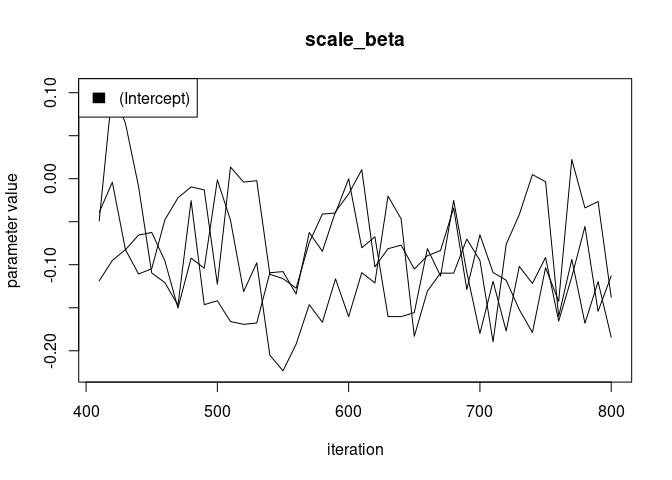 scale_beta
(Intercept)
0.10
0.00
-0.10
-0.20
parameter value
400 500 600 700 800
iteration